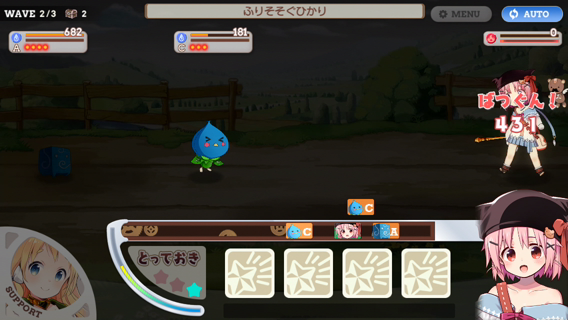 WAVE 2/3 2
ふりそそぐひかり
MENU
AUTO
682
A
181
C
0
ばつぐん!
431
C
C
A
とっておき
SUPPORT